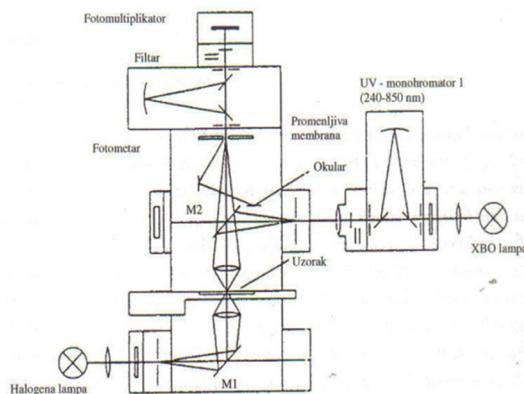 Fotomultiplikator
Filtar
UV - monohromator 1
(240-850 nm)
Promenljiva
membrana
Fotometar
Okular
M2
XBO lampa
Uzorak
Halogena lampa
M1